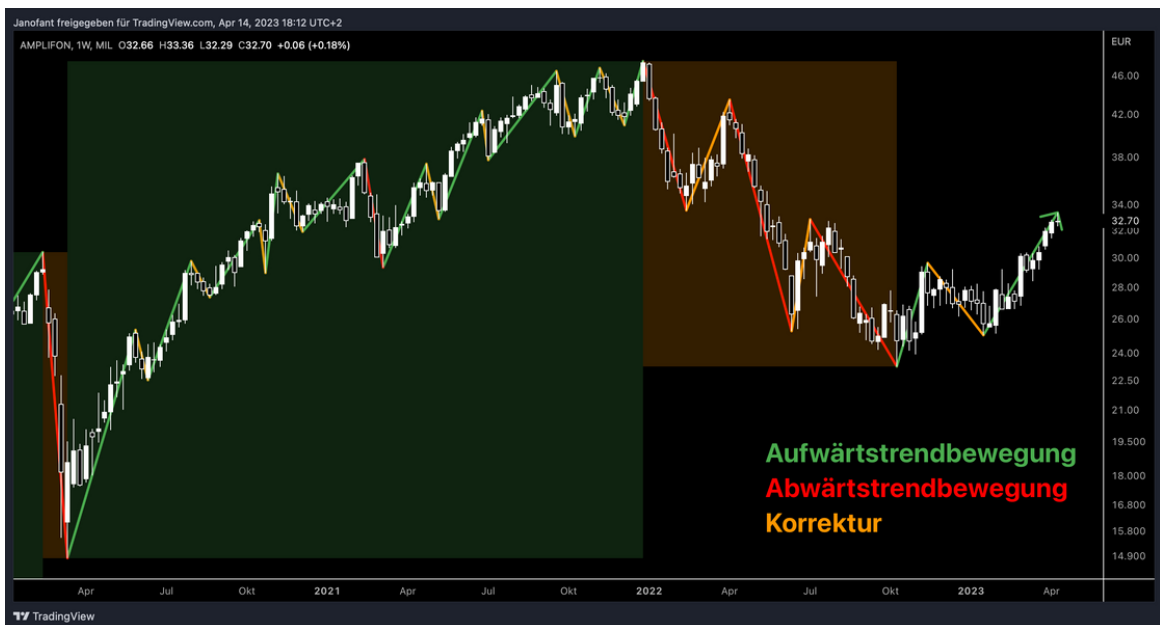 Janofant freigegeben für TradingView.com, Apr 14, 2023 18:12 UTC+2
AMPLIFON, 1W, MIL O32.66 H33.36 L32.29 C32.70 +0.06 (+0.18%)
EUR
46.00
42.00
38.00
34.00
32.70
32.00
30.00
28.00
26.00
24.00
22.50
21.00
19.500
18.000
16.800
15.800
14.900
Aufwärtstrendbewegung
Abwärtstrendbewegung
Korrektur
Apr Jul Okt 2021 Apr Jul Okt 2022 Apr Jul Okt 2023 Apr
TradingView